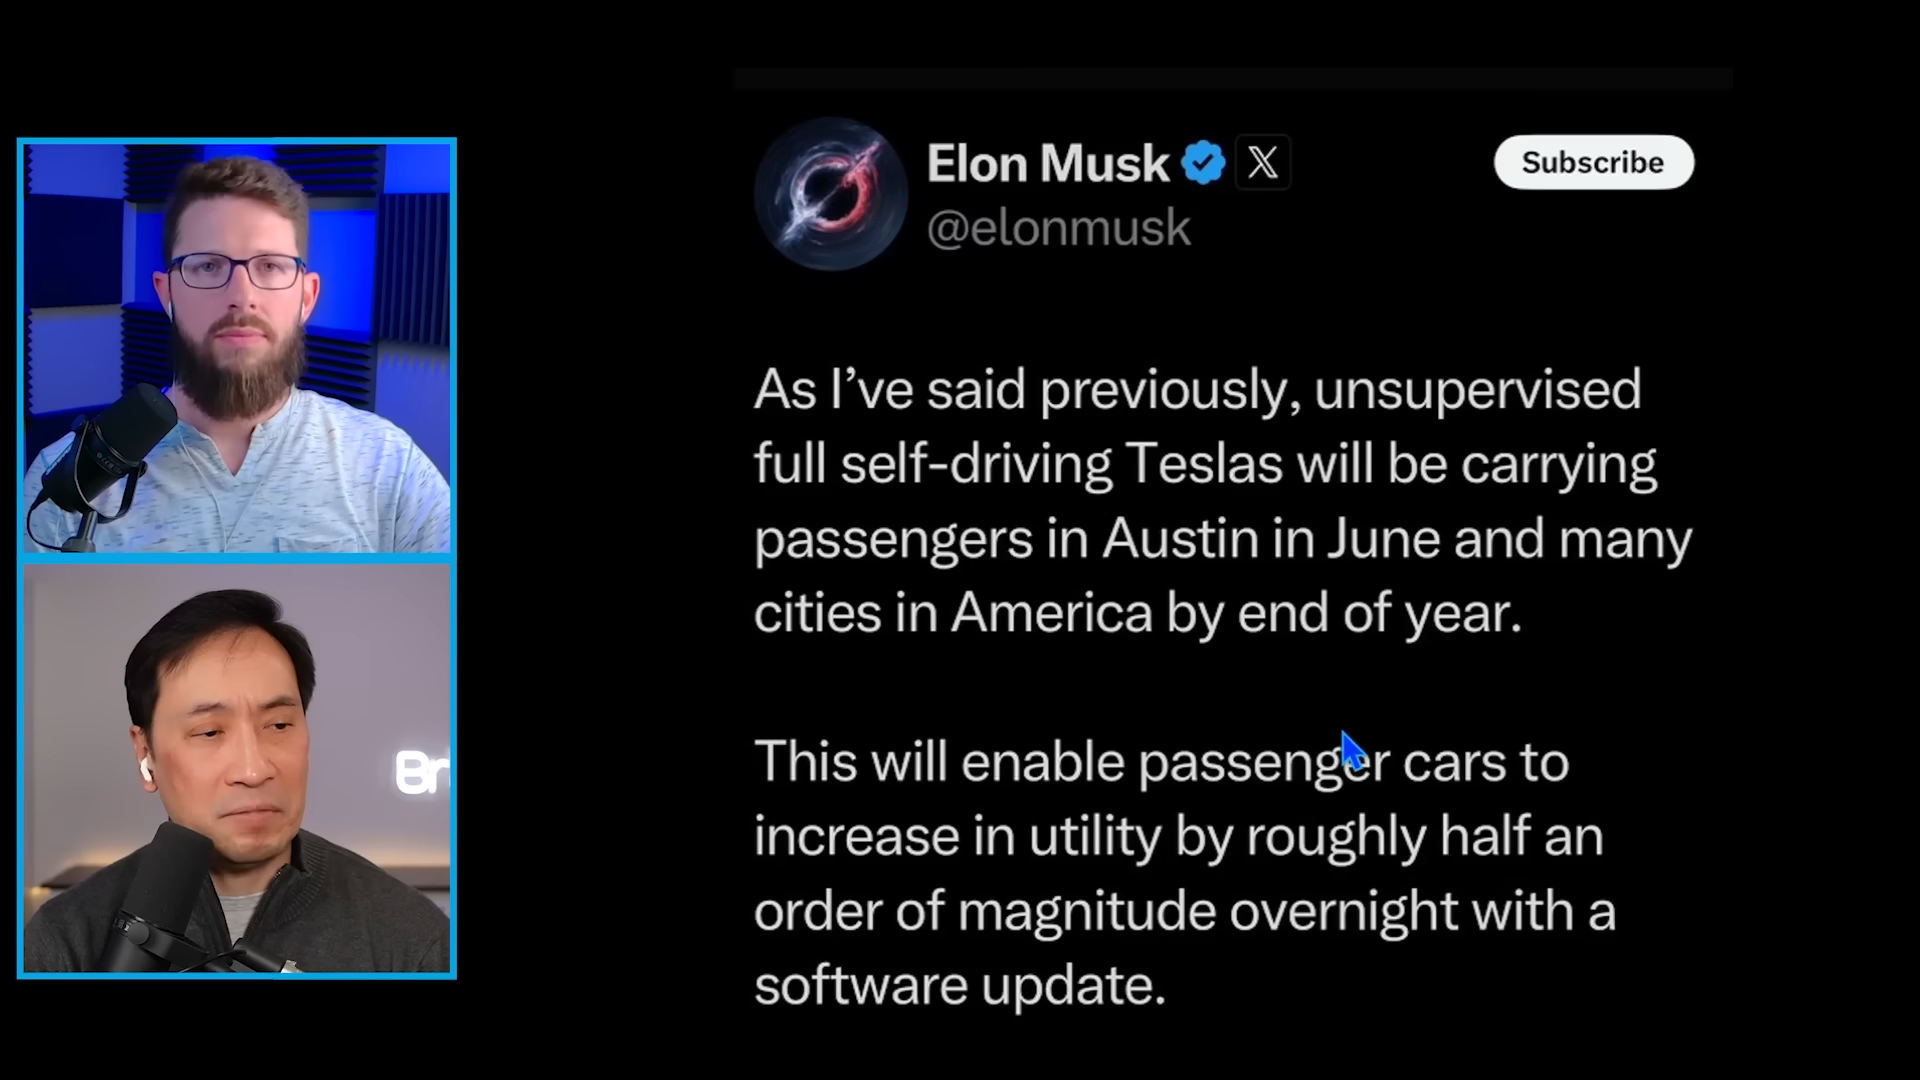 Elon Musk
@elonmusk
Subscribe
As I’ve said previously, unsupervised
full self-driving Teslas will be carrying
passengers in Austin in June and many
cities in America by end of year.
This will enable passenger cars to
increase in utility by roughly half an
order of magnitude overnight with a
software update.